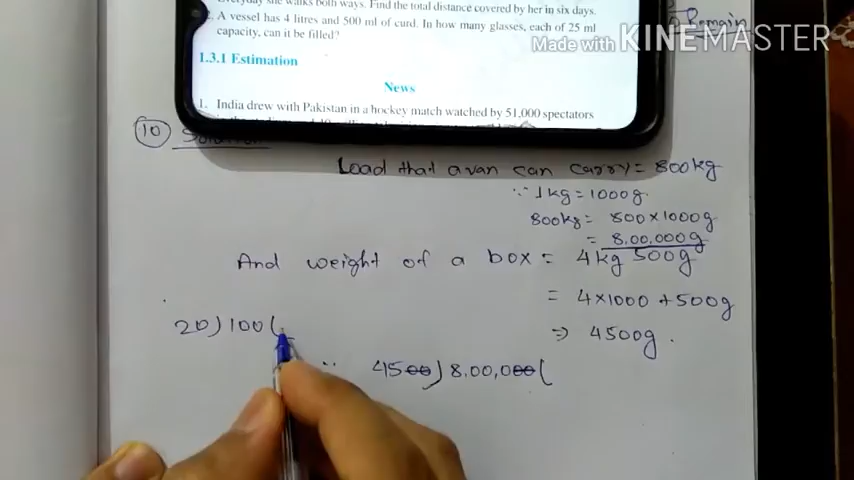 Everyday she walks both ways. Find the total distance covered by her in six days.
A vessel has 4 litres and 500 ml of curd. In how many glasses, each of 25 ml
capacity, can it be filled?
Remain
Made with KINEMASTER
1.3.1 Estimation
News
1. India drew with Pakistan in a hockey match watched by 51,000 spectators
10 Solution
Load that a van can carry = 800kg
∵ 1kg = 1000g.
800kg = 800 × 1000g
= 8,00,000g
And weight of a box = 4kg 500g
= 4×1000 + 500g
20)100(
⇒ 4500g.
∵ 4500)8,00,000(